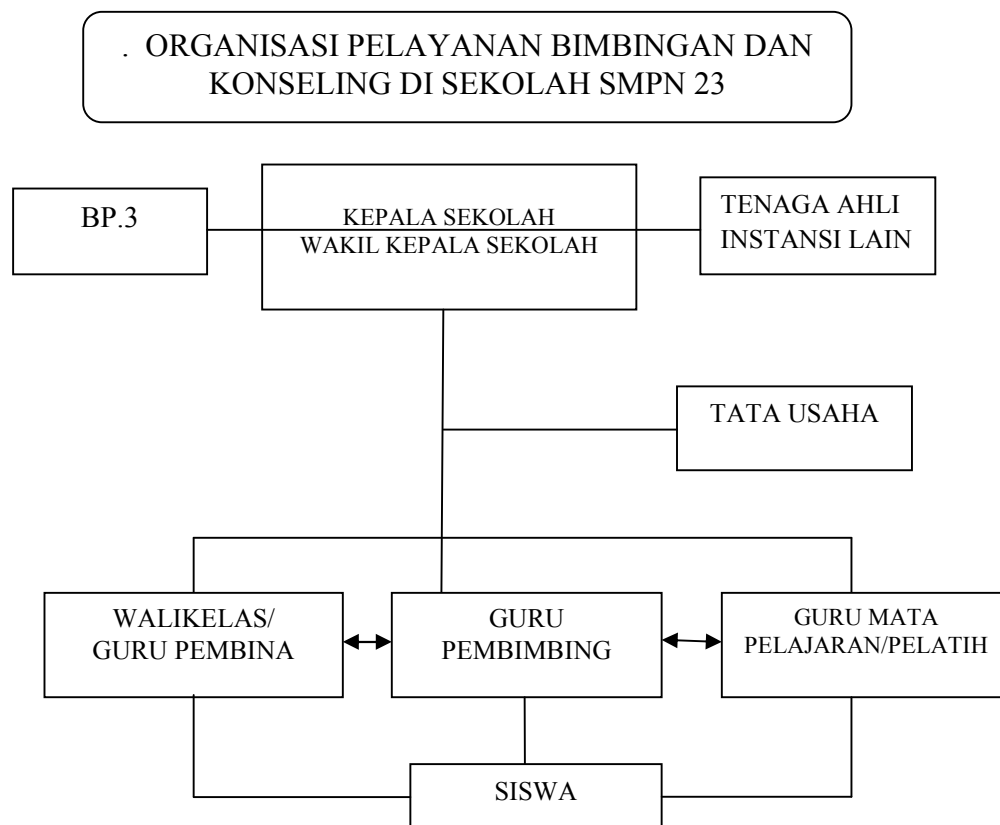 . ORGANISASI PELAYANAN BIMBINGAN DAN
KONSELING DI SEKOLAH SMPN 23
BP.3
KEPALA SEKOLAH
WAKIL KEPALA SEKOLAH
TENAGA AHLI
INSTANSI LAIN
TATA USAHA
WALIKELAS/
GURU PEMBINA
GURU
PEMBIMBING
GURU MATA
PELAJARAN/PELATIH
SISWA